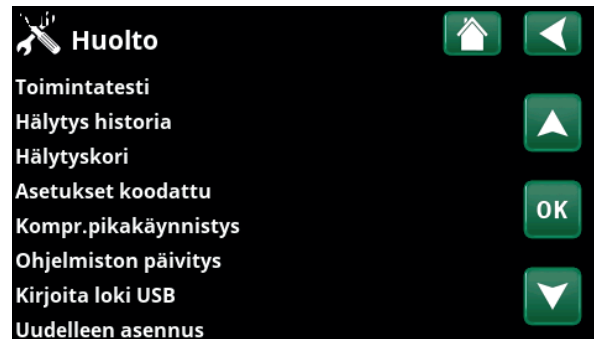 Huolto
Toimintatesti
Hälytys historia
Hälytyskori
Asetukset koodattu
OK
Kompr.pikakäynnistys
Ohjelmiston päivitys
Kirjoita loki USB
Uudelleen asennus